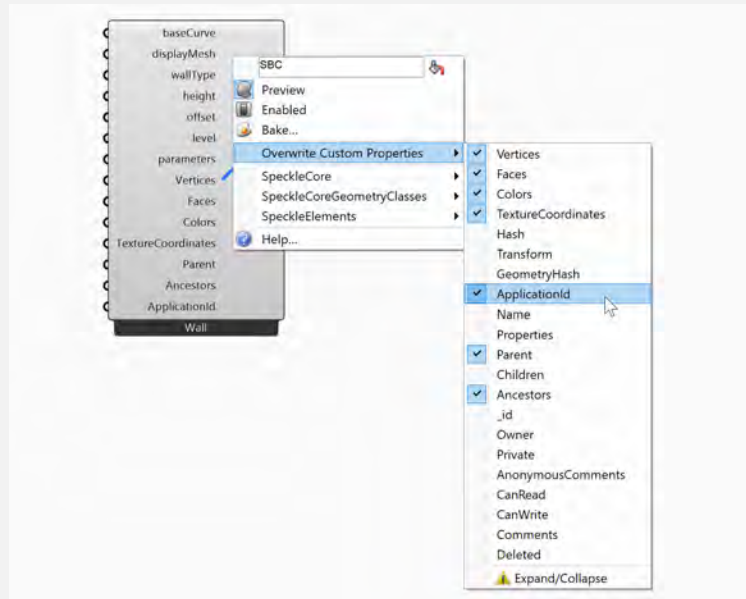 baseCurve
displayMesh
wallType
height
offset
level
parameters
Vertices
Faces
Colors
TextureCoordinates
Parent
Ancestors
ApplicationId
Wall
SBC
Preview
Enabled
Bake...
Overwrite Custom Properties
SpeckleCore
SpeckleCoreGeometryClasses
SpeckleElements
Help...
Vertices
Faces
Colors
TextureCoordinates
Hash
Transform
GeometryHash
ApplicationId
Name
Properties
Parent
Children
Ancestors
_id
Owner
Private
AnonymousComments
CanRead
CanWrite
Comments
Deleted
Expand/Collapse